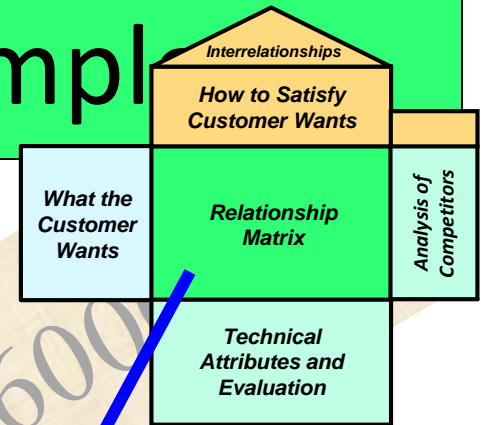 mple
Interrelationships
How to Satisfy
Customer Wants
What the
Customer
Wants
Relationship
Matrix
Analysis of
Competitors
Technical
Attributes and
Evaluation